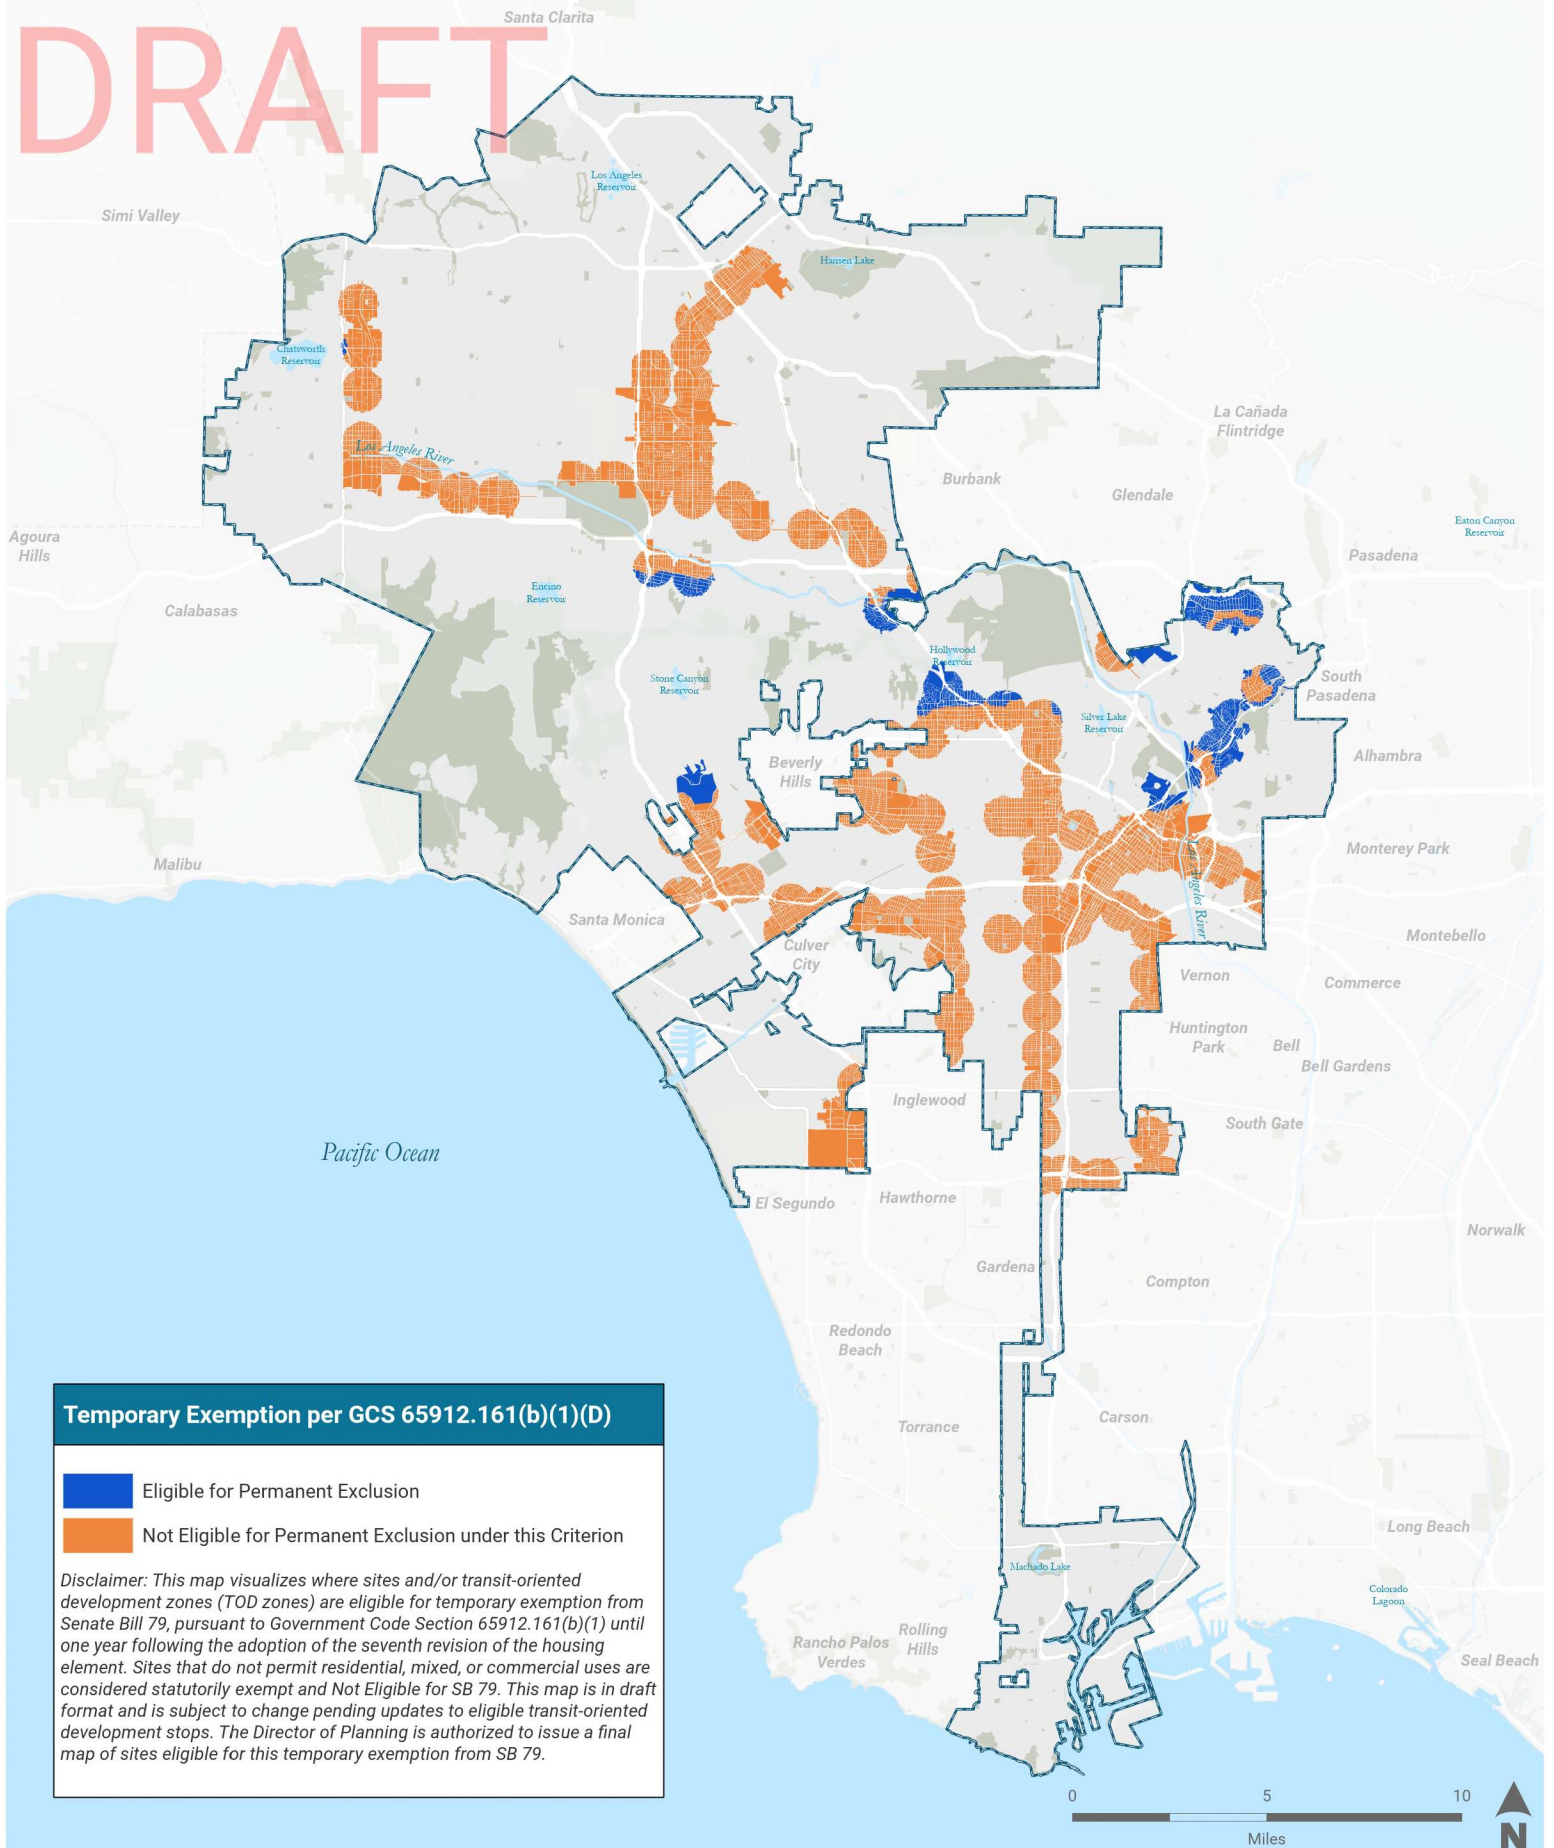 DRAFT
Santa Clarita
Los Angeles
Reservoir
Simi Valley
Hansen Lake
Chatsworth
Reservoir
La Cañada
Flintridge
Los Angeles River
Burbank
Glendale
Eaton Canyon
Reservoir
Agoura
Hills
Pasadena
Encino
Reservoir
Calabasas
Hollywood
Reservoir
Stone Canyon
Reservoir
South
Pasadena
Silver Lake
Reservoir
Alhambra
Beverly
Hills
Malibu
Monterey Park
Los Angeles River
Santa Monica
Culver
City
Montebello
Vernon
Commerce
Huntington
Park
Bell
Bell Gardens
Inglewood
South Gate
Pacific Ocean
El Segundo
Hawthorne
Norwalk
Gardena
Compton
Redondo
Beach
Torrance
Carson
Long Beach
Machado Lake
Colorado
Lagoon
Rolling
Hills
Rancho Palos
Verdes
Seal Beach
Temporary Exemption per GCS 65912.161(b)(1)(D)
Eligible for Permanent Exclusion
Not Eligible for Permanent Exclusion under this Criterion
Disclaimer: This map visualizes where sites and/or transit-oriented
development zones (TOD zones) are eligible for temporary exemption from
Senate Bill 79, pursuant to Government Code Section 65912.161(b)(1) until
one year following the adoption of the seventh revision of the housing
element. Sites that do not permit residential, mixed, or commercial uses are
considered statutorily exempt and Not Eligible for SB 79. This map is in draft
format and is subject to change pending updates to eligible transit-oriented
development stops. The Director of Planning is authorized to issue a final
map of sites eligible for this temporary exemption from SB 79.
0 5 10
Miles
N